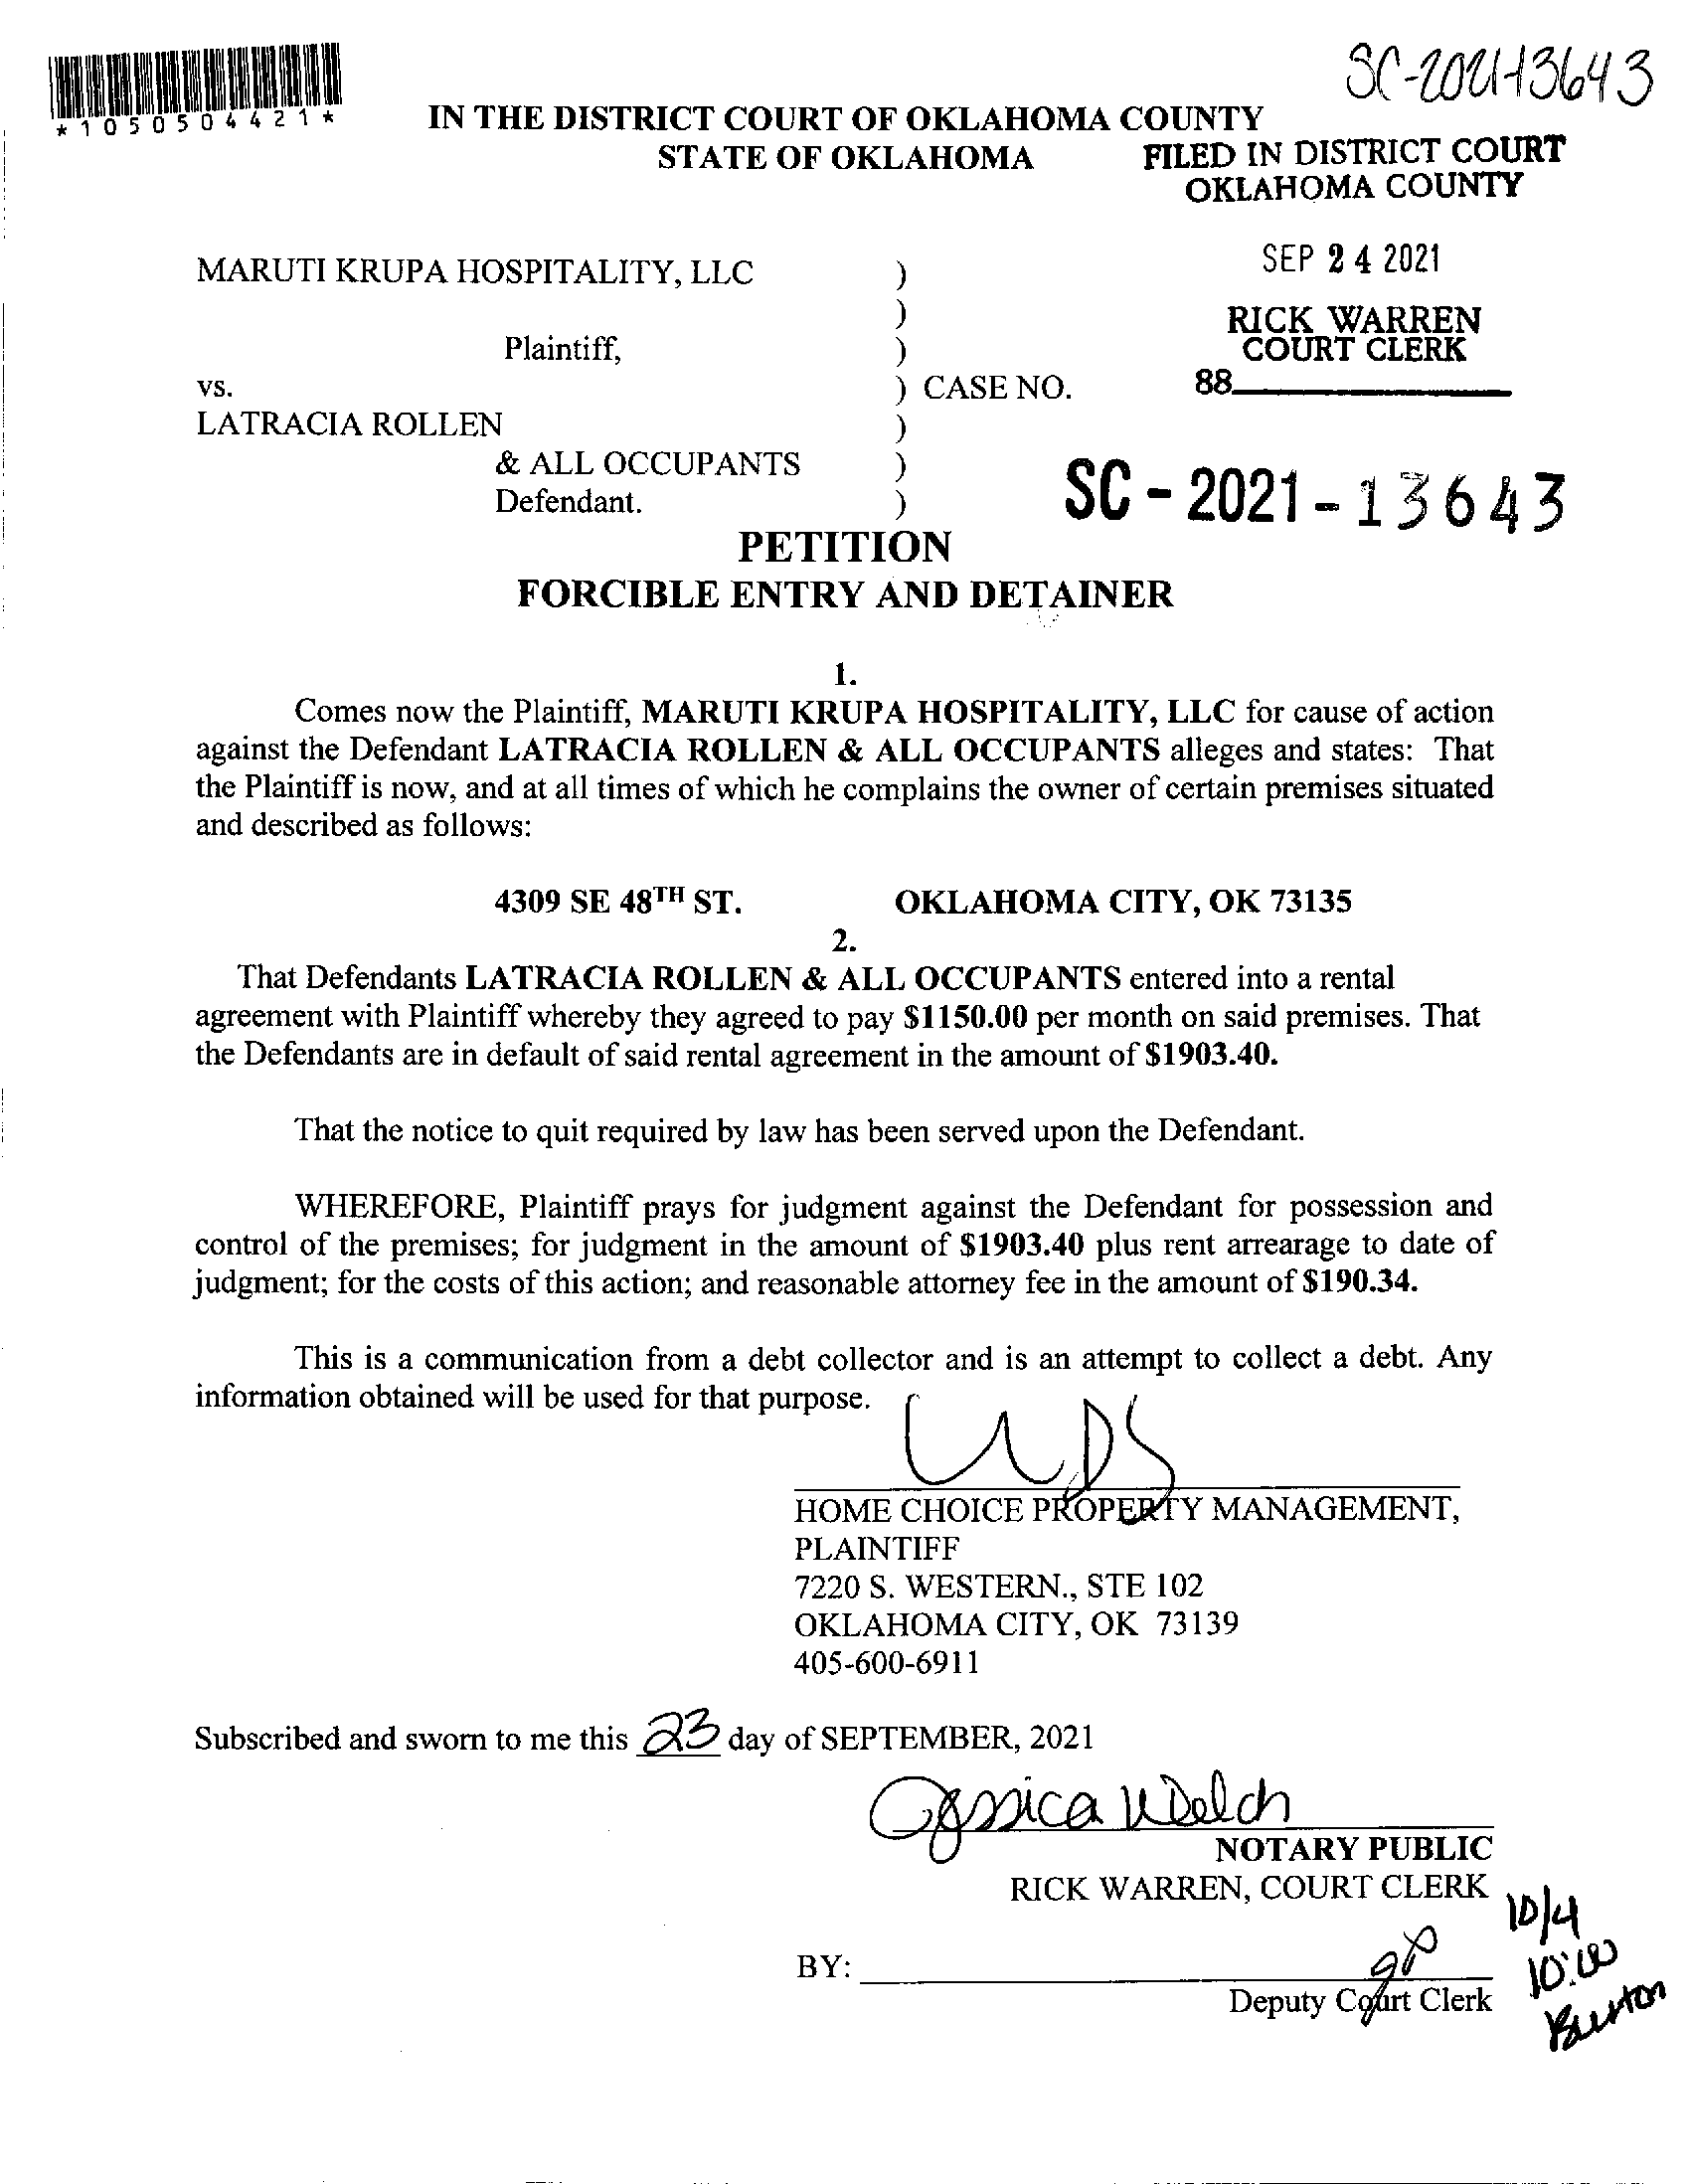 SC-2021-13643
*1050504421*
IN THE DISTRICT COURT OF OKLAHOMA COUNTY
STATE OF OKLAHOMA
FILED IN DISTRICT COURT
OKLAHOMA COUNTY
SEP 24 2021
RICK WARREN
COURT CLERK
88
MARUTI KRUPA HOSPITALITY, LLC )
)
Plaintiff, )
vs. ) CASE NO.
LATRACIA ROLLEN )
& ALL OCCUPANTS )
Defendant. )
SC - 2021 - 13643
PETITION
FORCIBLE ENTRY AND DETAINER
1.
Comes now the Plaintiff, MARUTI KRUPA HOSPITALITY, LLC for cause of action
against the Defendant LATRACIA ROLLEN & ALL OCCUPANTS alleges and states: That
the Plaintiff is now, and at all times of which he complains the owner of certain premises situated
and described as follows:
4309 SE 48TH ST. OKLAHOMA CITY, OK 73135
2.
That Defendants LATRACIA ROLLEN & ALL OCCUPANTS entered into a rental
agreement with Plaintiff whereby they agreed to pay $1150.00 per month on said premises. That
the Defendants are in default of said rental agreement in the amount of $1903.40.
That the notice to quit required by law has been served upon the Defendant.
WHEREFORE, Plaintiff prays for judgment against the Defendant for possession and
control of the premises; for judgment in the amount of $1903.40 plus rent arrearage to date of
judgment; for the costs of this action; and reasonable attorney fee in the amount of $190.34.
This is a communication from a debt collector and is an attempt to collect a debt. Any
information obtained will be used for that purpose.
HOME CHOICE PROPERTY MANAGEMENT,
PLAINTIFF
7220 S. WESTERN., STE 102
OKLAHOMA CITY, OK 73139
405-600-6911
Subscribed and sworn to me this 23 day of SEPTEMBER, 2021
Jessica Welch
NOTARY PUBLIC
RICK WARREN, COURT CLERK
BY:
Deputy Court Clerk
10/4
10:00